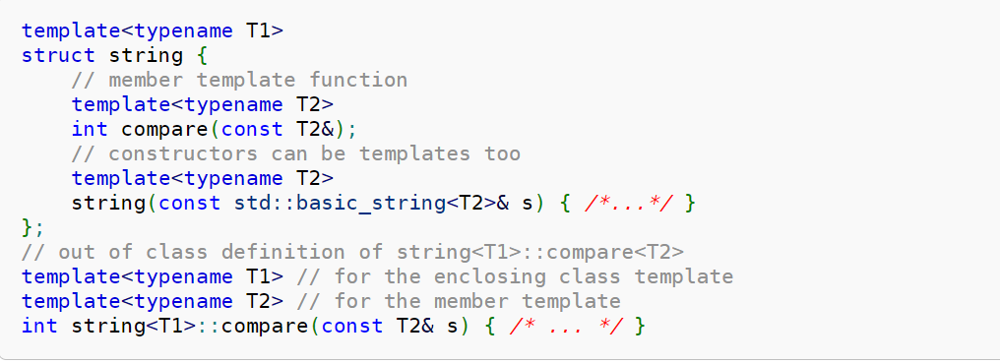 template<typename T1>
struct string {
    // member template function
    template<typename T2>
    int compare(const T2&);
    // constructors can be templates too
    template<typename T2>
    string(const std::basic_string<T2>& s) { /*...*/ }
};
// out of class definition of string<T1>::compare<T2>
template<typename T1> // for the enclosing class template
template<typename T2> // for the member template
int string<T1>::compare(const T2& s) { /* ... */ }